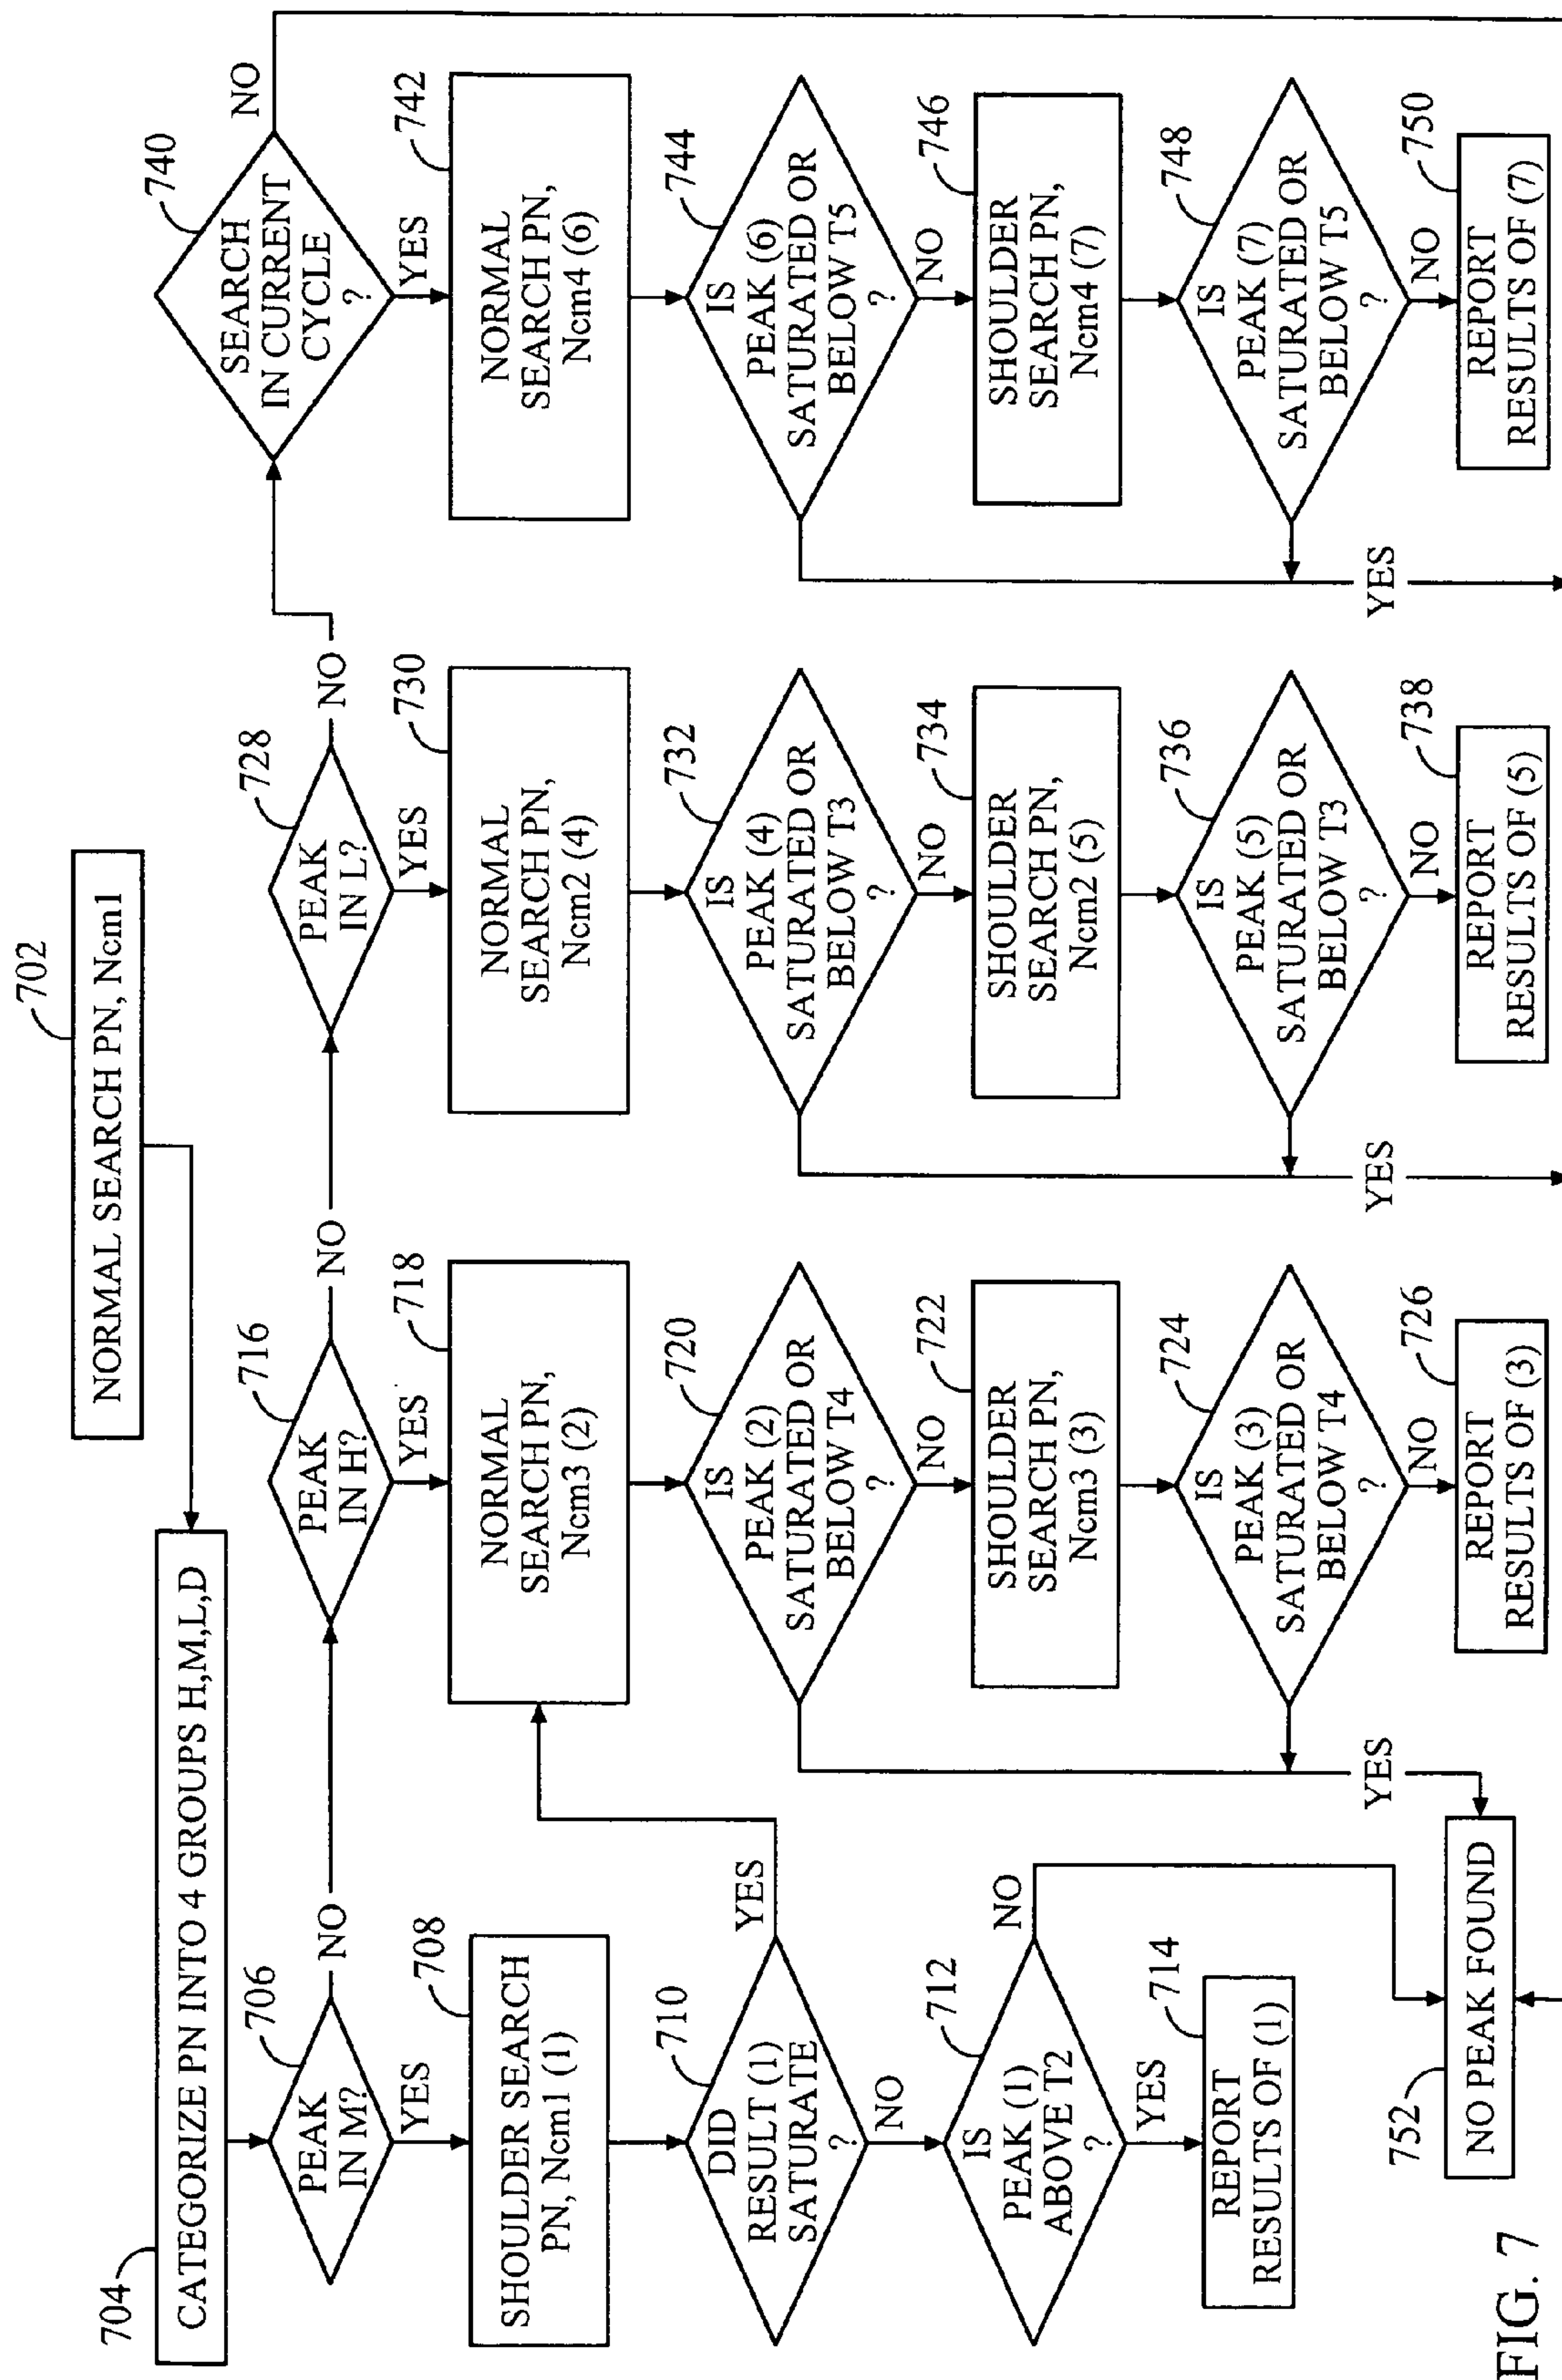 702
NORMAL SEARCH PN, Ncm1
704
CATEGORIZE PN INTO 4 GROUPS H,M,L,D
706
PEAK
IN M?
NO
YES
708
SHOULDER SEARCH
PN, Ncm1 (1)
710
DID
RESULT (1)
SATURATE
?
YES
NO
712
IS
PEAK (1)
ABOVE T2
?
NO
YES
714
REPORT
RESULTS OF (1)
716
PEAK
IN H?
NO
YES
718
NORMAL
SEARCH PN,
Ncm3 (2)
720
IS
PEAK (2)
SATURATED OR
BELOW T4
?
NO
722
SHOULDER
SEARCH PN,
Ncm3 (3)
724
IS
PEAK (3)
SATURATED OR
BELOW T4
?
YES
NO
726
REPORT
RESULTS OF (3)
728
PEAK
IN L?
NO
YES
730
NORMAL
SEARCH PN,
Ncm2 (4)
732
IS
PEAK (4)
SATURATED OR
BELOW T3
?
NO
734
SHOULDER
SEARCH PN,
Ncm2 (5)
736
IS
PEAK (5)
SATURATED OR
BELOW T3
?
YES
NO
738
REPORT
RESULTS OF (5)
740
SEARCH
IN CURRENT
CYCLE
?
NO
YES
742
NORMAL
SEARCH PN,
Ncm4 (6)
744
IS
PEAK (6)
SATURATED OR
BELOW T5
?
NO
746
SHOULDER
SEARCH PN,
Ncm4 (7)
748
IS
PEAK (7)
SATURATED OR
BELOW T5
?
YES
NO
750
REPORT
RESULTS OF (7)
752
NO PEAK FOUND
FIG. 7